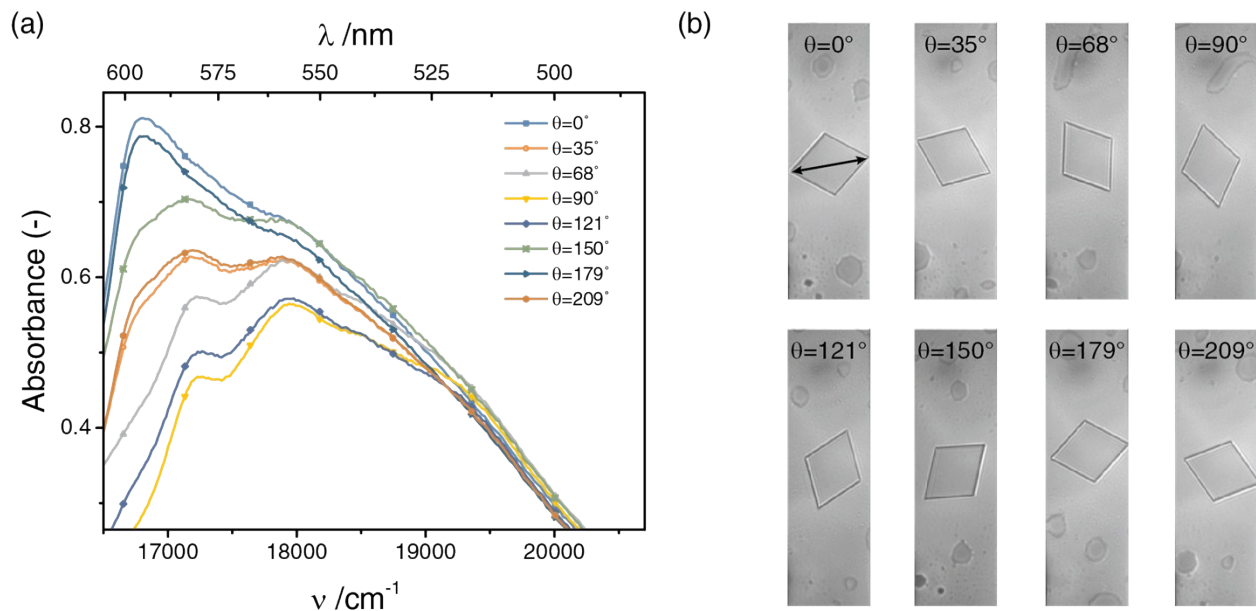 (a)
λ /nm
600 575 550 525 500
0.8
0.6
0.4
Absorbance (-)
θ=0°
θ=35°
θ=68°
θ=90°
θ=121°
θ=150°
θ=179°
θ=209°
17000 18000 19000 20000
ν /cm⁻¹
(b)
θ=0° θ=35° θ=68° θ=90°
θ=121° θ=150° θ=179° θ=209°